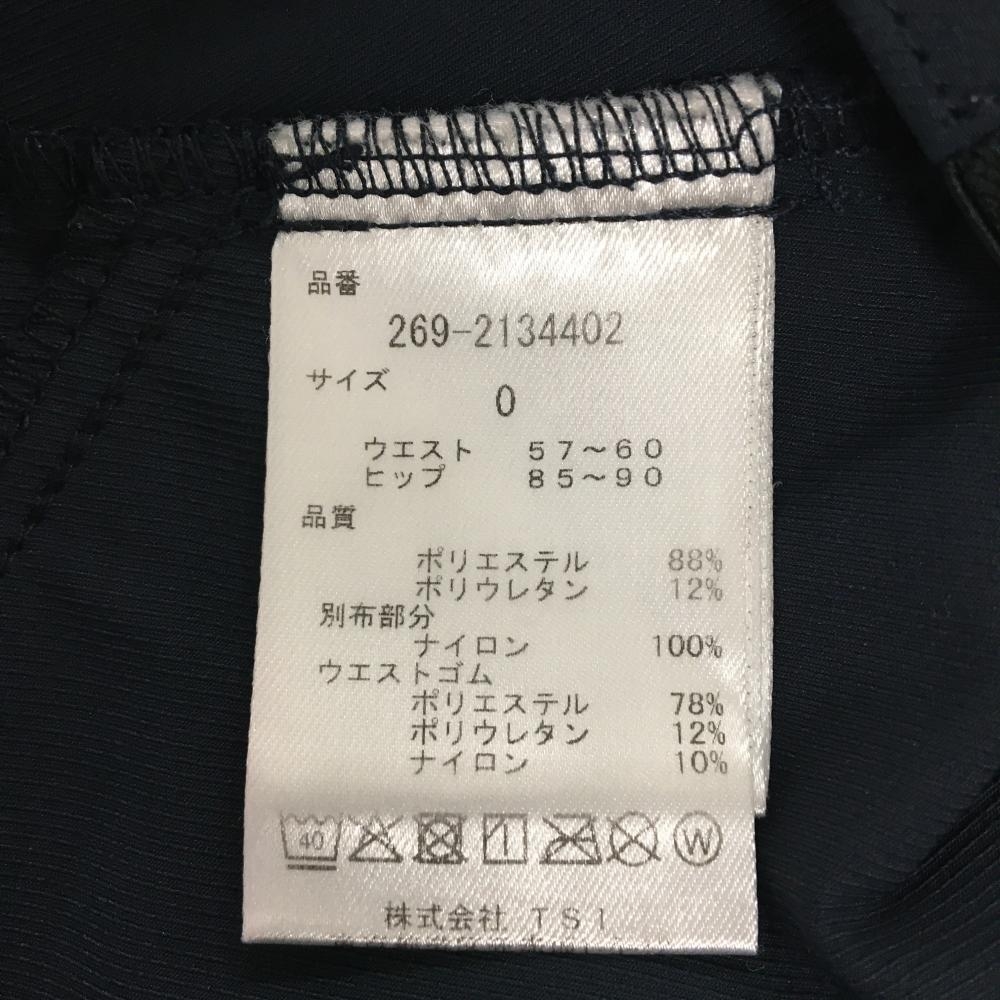 品番
269-2134402
サイズ
0
ウエスト 57〜60
ヒップ 85〜90
品質
ポリエステル 88%
ポリウレタン 12%
別布部分
ナイロン 100%
ウエストゴム
ポリエステル 78%
ポリウレタン 12%
ナイロン 10%
40 W
株式会社 TSI